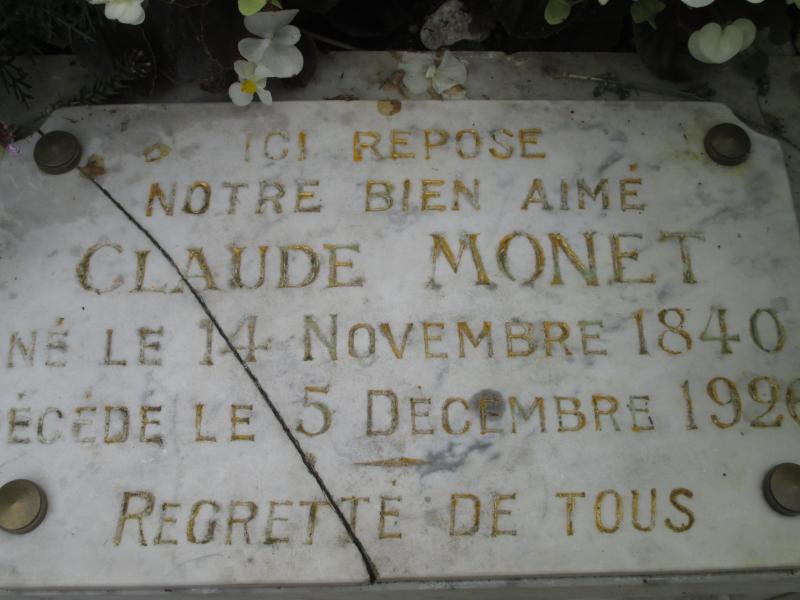 ICI REPOSE
NOTRE BIEN AIMÉ
CLAUDE MONET
NÉ LE 14 NOVEMBRE 1840
ÉCÉDÉ LE 5 DÉCEMBRE 1926
REGRETTÉ DE TOUS